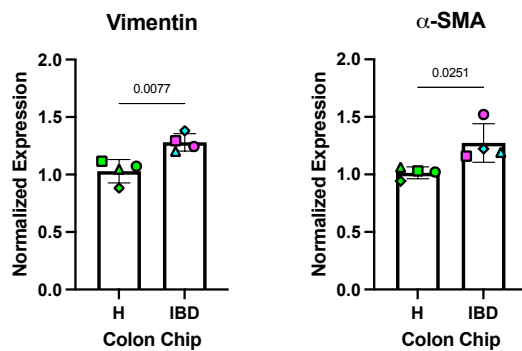 Vimentin
0.0077
Normalized Expression
2.0
1.5
1.0
0.5
0.0
H IBD
Colon Chip
α-SMA
0.0251
Normalized Expression
2.0
1.5
1.0
0.5
0.0
H IBD
Colon Chip